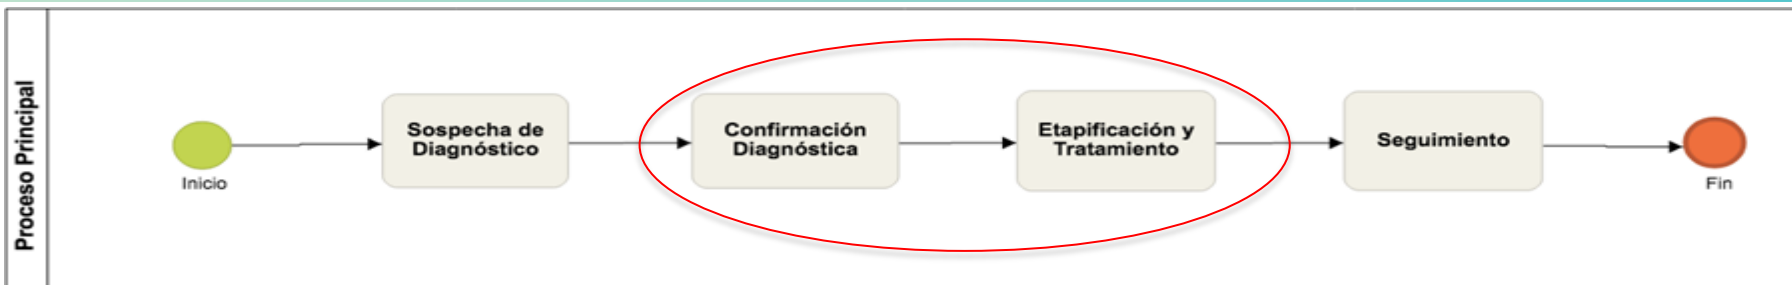 Proceso Principal
Inicio
Sospecha de
Diagnóstico
Confirmación
Diagnóstica
Etapificación y
Tratamiento
Seguimiento
Fin